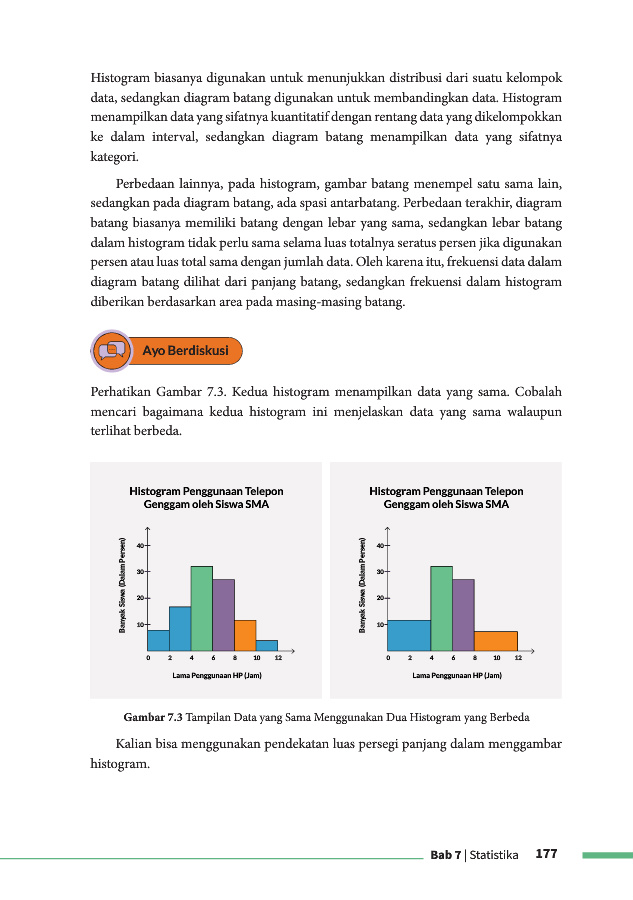 Histogram biasanya digunakan untuk menunjukkan distribusi dari suatu kelompok
data, sedangkan diagram batang digunakan untuk membandingkan data. Histogram
menampilkan data yang sifatnya kuantitatif dengan rentang data yang dikelompokkan
ke dalam interval, sedangkan diagram batang menampilkan data yang sifatnya
kategori.
Perbedaan lainnya, pada histogram, gambar batang menempel satu sama lain,
sedangkan pada diagram batang, ada spasi antarbatang. Perbedaan terakhir, diagram
batang biasanya memiliki batang dengan lebar yang sama, sedangkan lebar batang
dalam histogram tidak perlu sama selama luas totalnya seratus persen jika digunakan
persen atau luas total sama dengan jumlah data. Oleh karena itu, frekuensi data dalam
diagram batang dilihat dari panjang batang, sedangkan frekuensi dalam histogram
diberikan berdasarkan area pada masing-masing batang.
Ayo Berdiskusi
Perhatikan Gambar 7.3. Kedua histogram menampilkan data yang sama. Cobalah
mencari bagaimana kedua histogram ini menjelaskan data yang sama walaupun
terlihat berbeda.
Histogram Penggunaan Telepon
Genggam oleh Siswa SMA
Banyak Siswa (Dalam Persen)
40
30
20
10
0 2 4 6 8 10 12
Lama Penggunaan HP (Jam)
Histogram Penggunaan Telepon
Genggam oleh Siswa SMA
Banyak Siswa (Dalam Persen)
40
30
20
10
0 2 4 6 8 10 12
Lama Penggunaan HP (Jam)
Gambar 7.3 Tampilan Data yang Sama Menggunakan Dua Histogram yang Berbeda
Kalian bisa menggunakan pendekatan luas persegi panjang dalam menggambar
histogram.
Bab 7 | Statistika 177